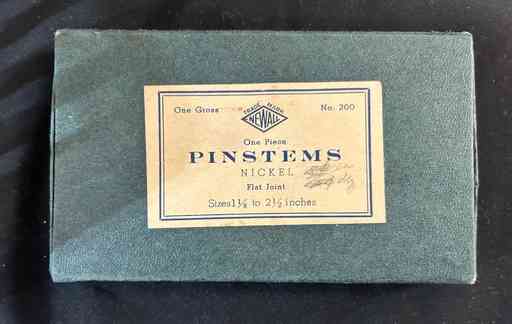 One Gross
TRADE MARK
NEWALL
No. 200
One Piece
PINSTEMS
NICKEL
Flat Joint
Sizes 1⅛ to 2½ inches